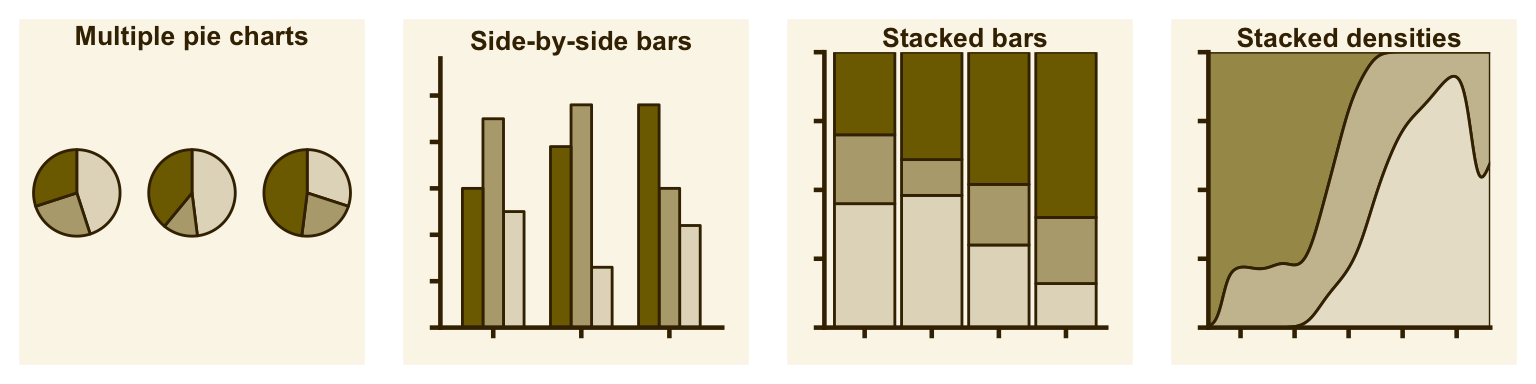 Multiple pie charts
Side-by-side bars
Stacked bars
Stacked densities